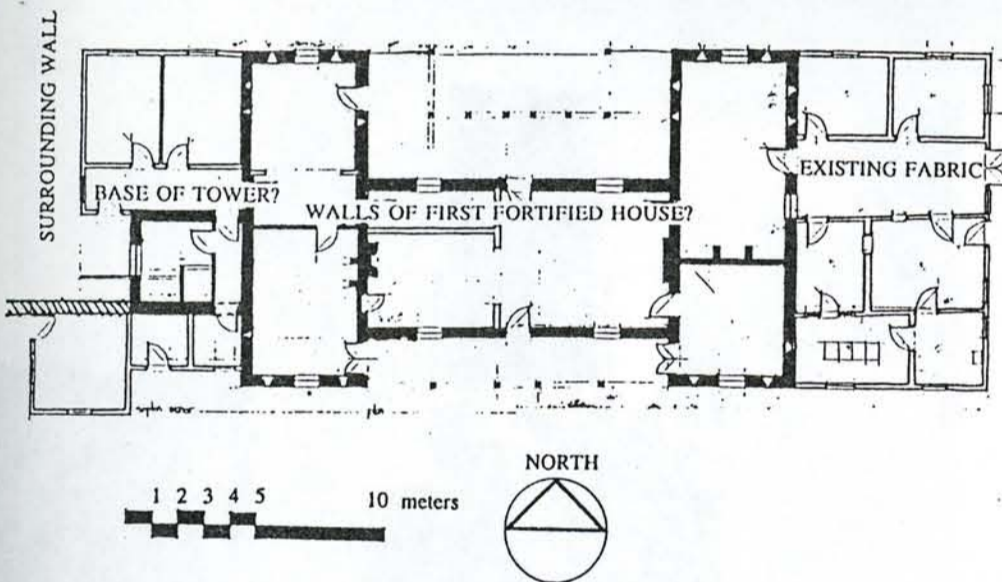 SURROUNDING WALL
BASE OF TOWER?
WALLS OF FIRST FORTIFIED HOUSE?
EXISTING FABRIC
NORTH
1 2 3 4 5 10 meters